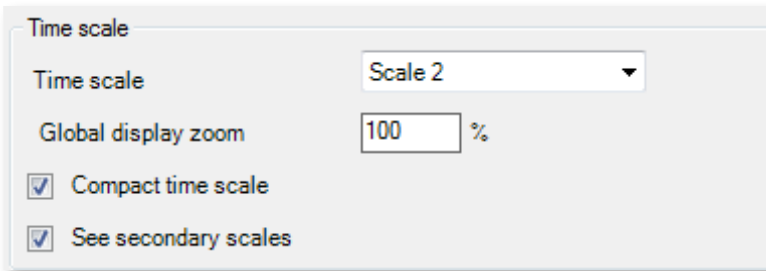 Time scale
Time scale Scale 2
Global display zoom 100 %
Compact time scale
See secondary scales